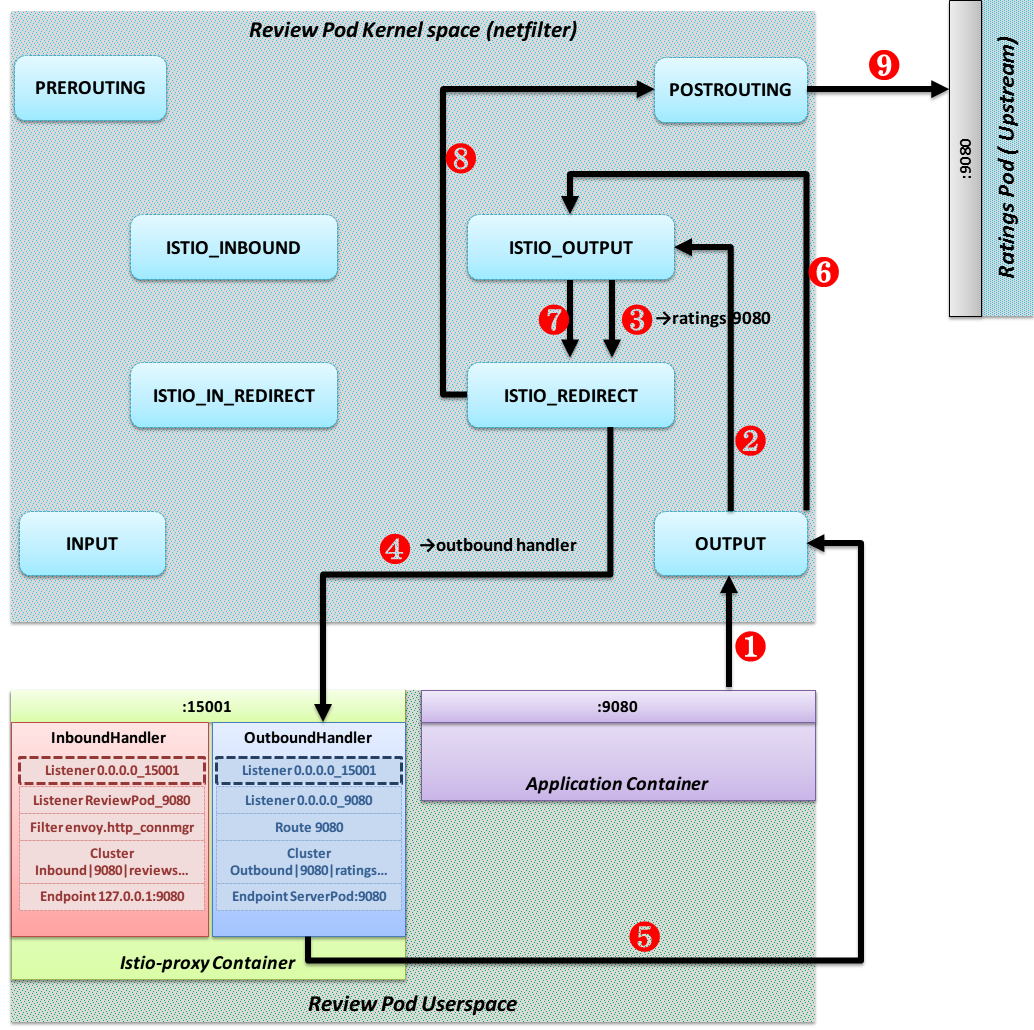 Review Pod Kernel space (netfilter)
PREROUTING
POSTROUTING
9
:9080
Ratings Pod ( Upstream)
8
ISTIO_INBOUND
ISTIO_OUTPUT
6
7
3
→ratings:9080
ISTIO_IN_REDIRECT
ISTIO_REDIRECT
2
INPUT
4
→outbound handler
OUTPUT
1
:15001
:9080
InboundHandler
Listener 0.0.0.0_15001
Listener ReviewPod_9080
Filter envoy.http_connmgr
Cluster
Inbound|9080|reviews...
Endpoint 127.0.0.1:9080
OutboundHandler
Listener 0.0.0.0_15001
Listener 0.0.0.0_9080
Route 9080
Cluster
Outbound|9080|ratings...
Endpoint ServerPod:9080
Application Container
5
Istio-proxy Container
Review Pod Userspace